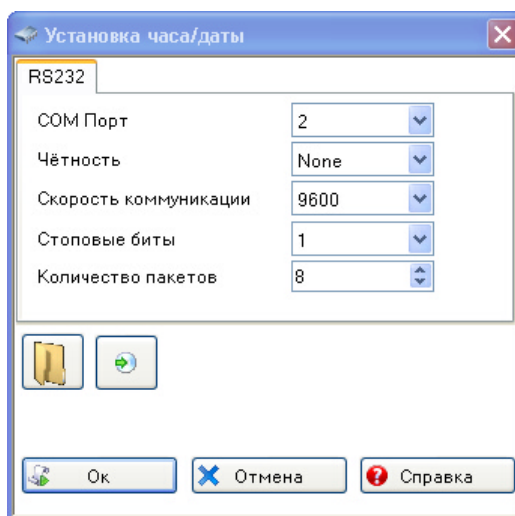 Установка часа/даты
RS232
COM Порт 2
Чётность None
Скорость коммуникации 9600
Стоповые биты 1
Количество пакетов 8
Ок Отмена Справка